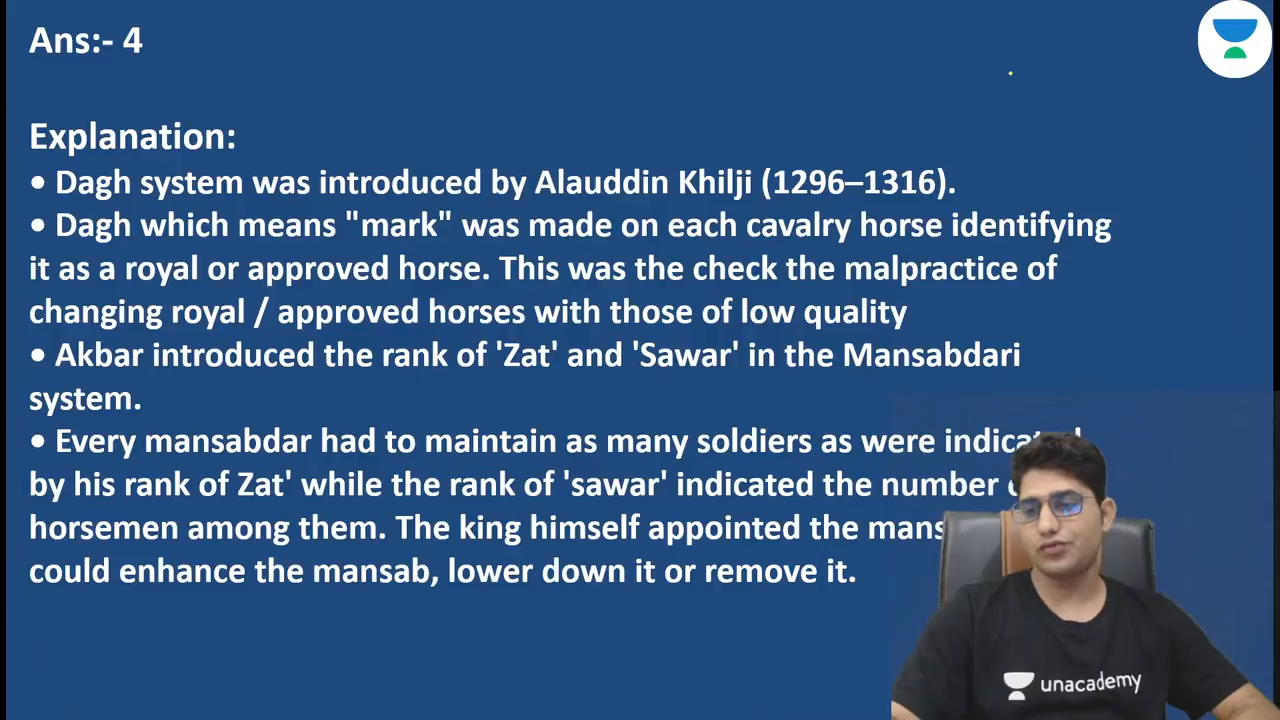 Ans:- 4
Explanation:
• Dagh system was introduced by Alauddin Khilji (1296–1316).
• Dagh which means "mark" was made on each cavalry horse identifying
it as a royal or approved horse. This was the check the malpractice of
changing royal / approved horses with those of low quality
• Akbar introduced the rank of 'Zat' and 'Sawar' in the Mansabdari
system.
• Every mansabdar had to maintain as many soldiers as were
by his rank of Zat' while the rank of 'sawar' indicated the number
horsemen among them. The king himself appointed the
could enhance the mansab, lower down it or remove it.
unacademy